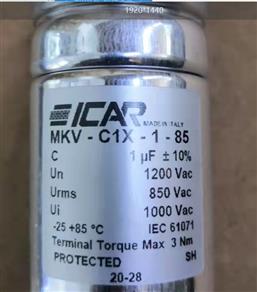 1920*1440
ICAR
MADE IN ITALY
MKV - C1X - 1 - 85
C 1 µF ± 10%
Un 1200 Vac
Urms 850 Vac
Ui 1000 Vac
-25 +85 °C IEC 61071
Terminal Torque Max 3 Nm
PROTECTED SH
20-28